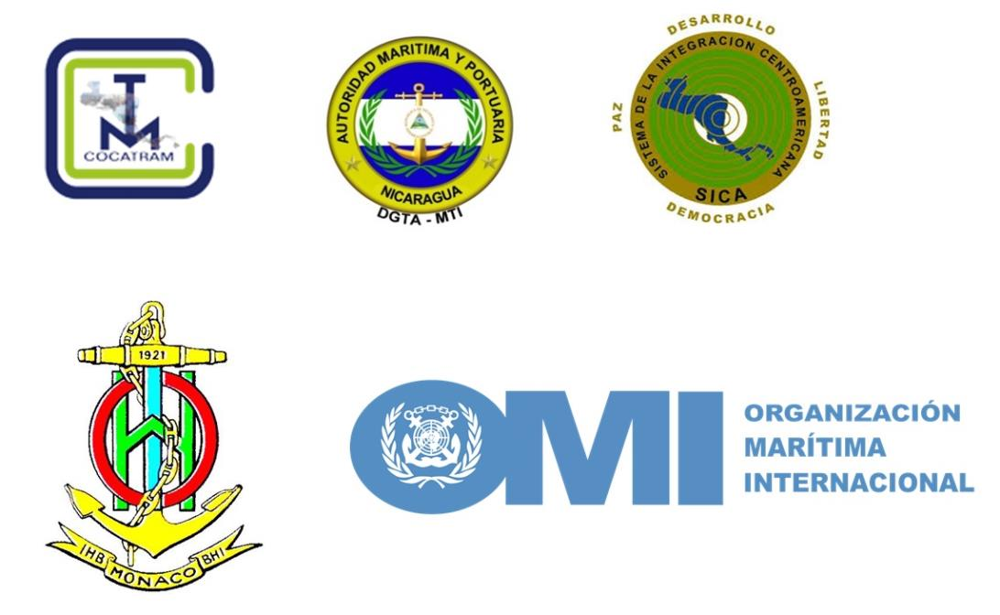 TM
COCATRAM
AUTORIDAD MARITIMA Y PORTUARIA
NICARAGUA
DGTA - MTI
DESARROLLO
PAZ
LIBERTAD
SISTEMA DE LA INTEGRACION CENTROAMERICANA
SICA
DEMOCRACIA
1921
IHB MONACO BHI
OMI
ORGANIZACIÓN
MARÍTIMA
INTERNACIONAL